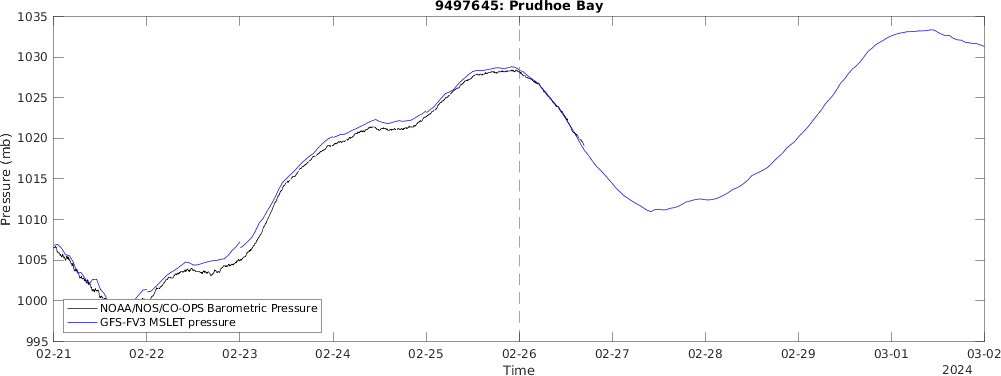 9497645: Prudhoe Bay
1035
1030
1025
1020
1015
1010
1005
1000
995
Pressure (mb)
NOAA/NOS/CO-OPS Barometric Pressure
GFS-FV3 MSLET pressure
02-21 02-22 02-23 02-24 02-25 02-26 02-27 02-28 02-29 03-01 03-02
Time
2024